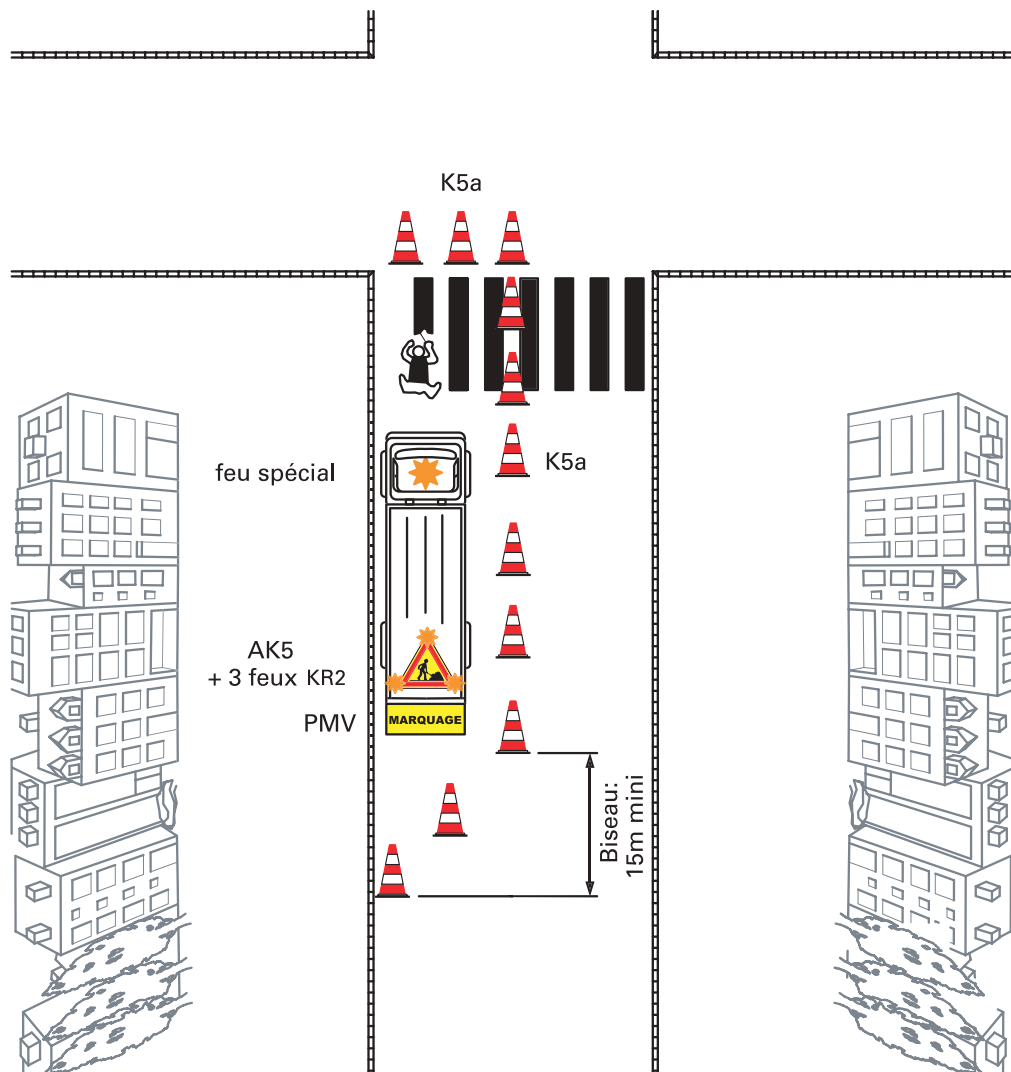 K5a
feu spécial
K5a
AK5
+ 3 feux KR2
PMV
MARQUAGE
Biseau:
15m mini